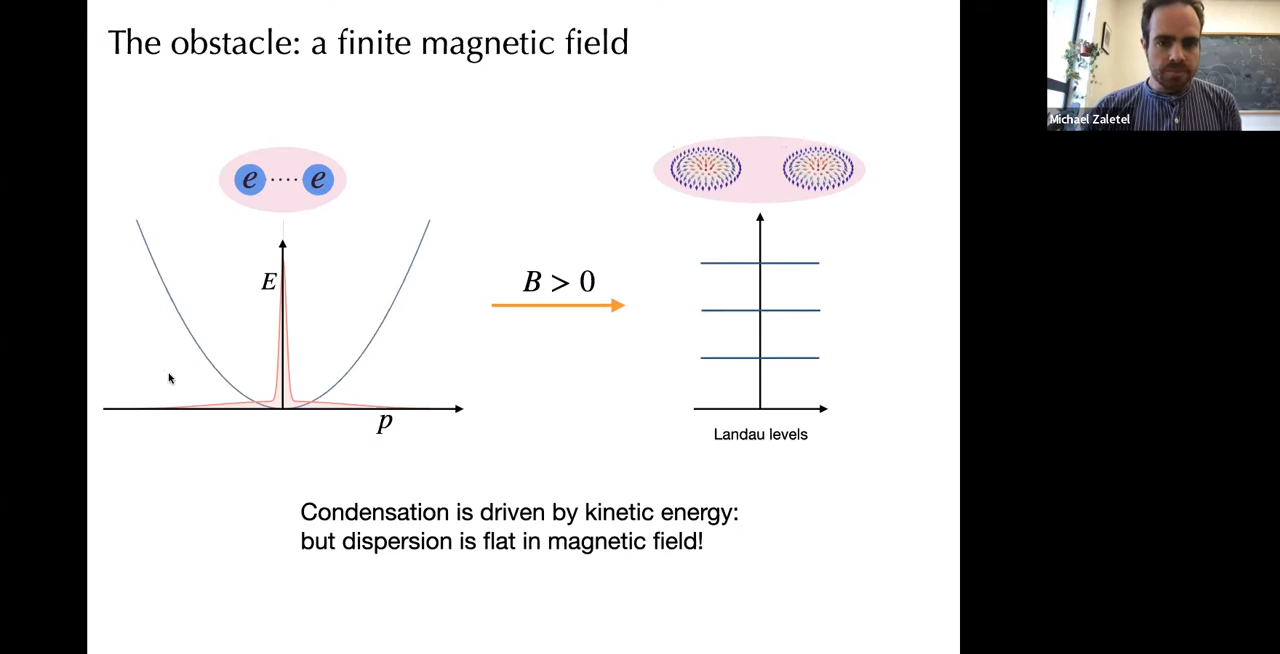 The obstacle: a finite magnetic field
Michael Zaletel
e
e
E
B > 0
p
Landau levels
Condensation is driven by kinetic energy:
but dispersion is flat in magnetic field!